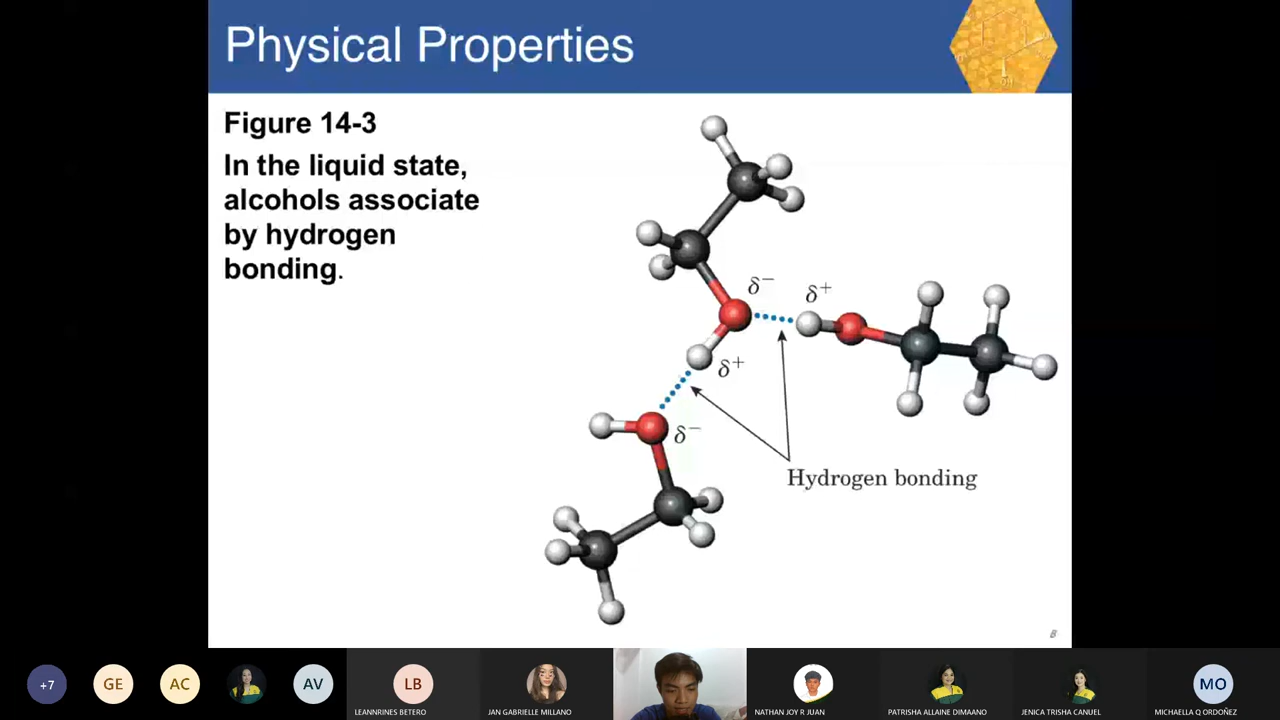 Physical Properties
Figure 14-3
In the liquid state,
alcohols associate
by hydrogen
bonding.
δ−
δ+
δ+
δ−
Hydrogen bonding
+7
GE
AC
AV
LB
MO
LEANNRINES BETERO
JAN GABRIELLE MILLANO
NATHAN JOY R JUAN
PATRISHA ALLAINE DIMAANO
JENICA TRISHA CANUEL
MICHAELLA Q ORDOÑEZ